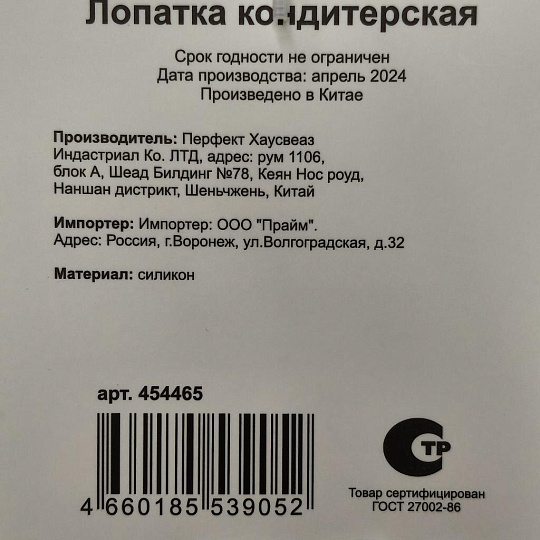 Лопатка кондитерская
Срок годности не ограничен
Дата производства: апрель 2024
Произведено в Китае
Производитель: Перфект Хаусвеаз
Индастриал Ко. ЛТД, адрес: рум 1106,
блок А, Шеад Билдинг №78, Кеян Нос роуд,
Наншан дистрикт, Шеньчжень, Китай
Импортер: Импортер: ООО "Прайм".
Адрес: Россия, г.Воронеж, ул.Волгоградская, д.32
Материал: силикон
арт. 454465
4 660185 539052
СТР
Товар сертифицирован
ГОСТ 27002-86